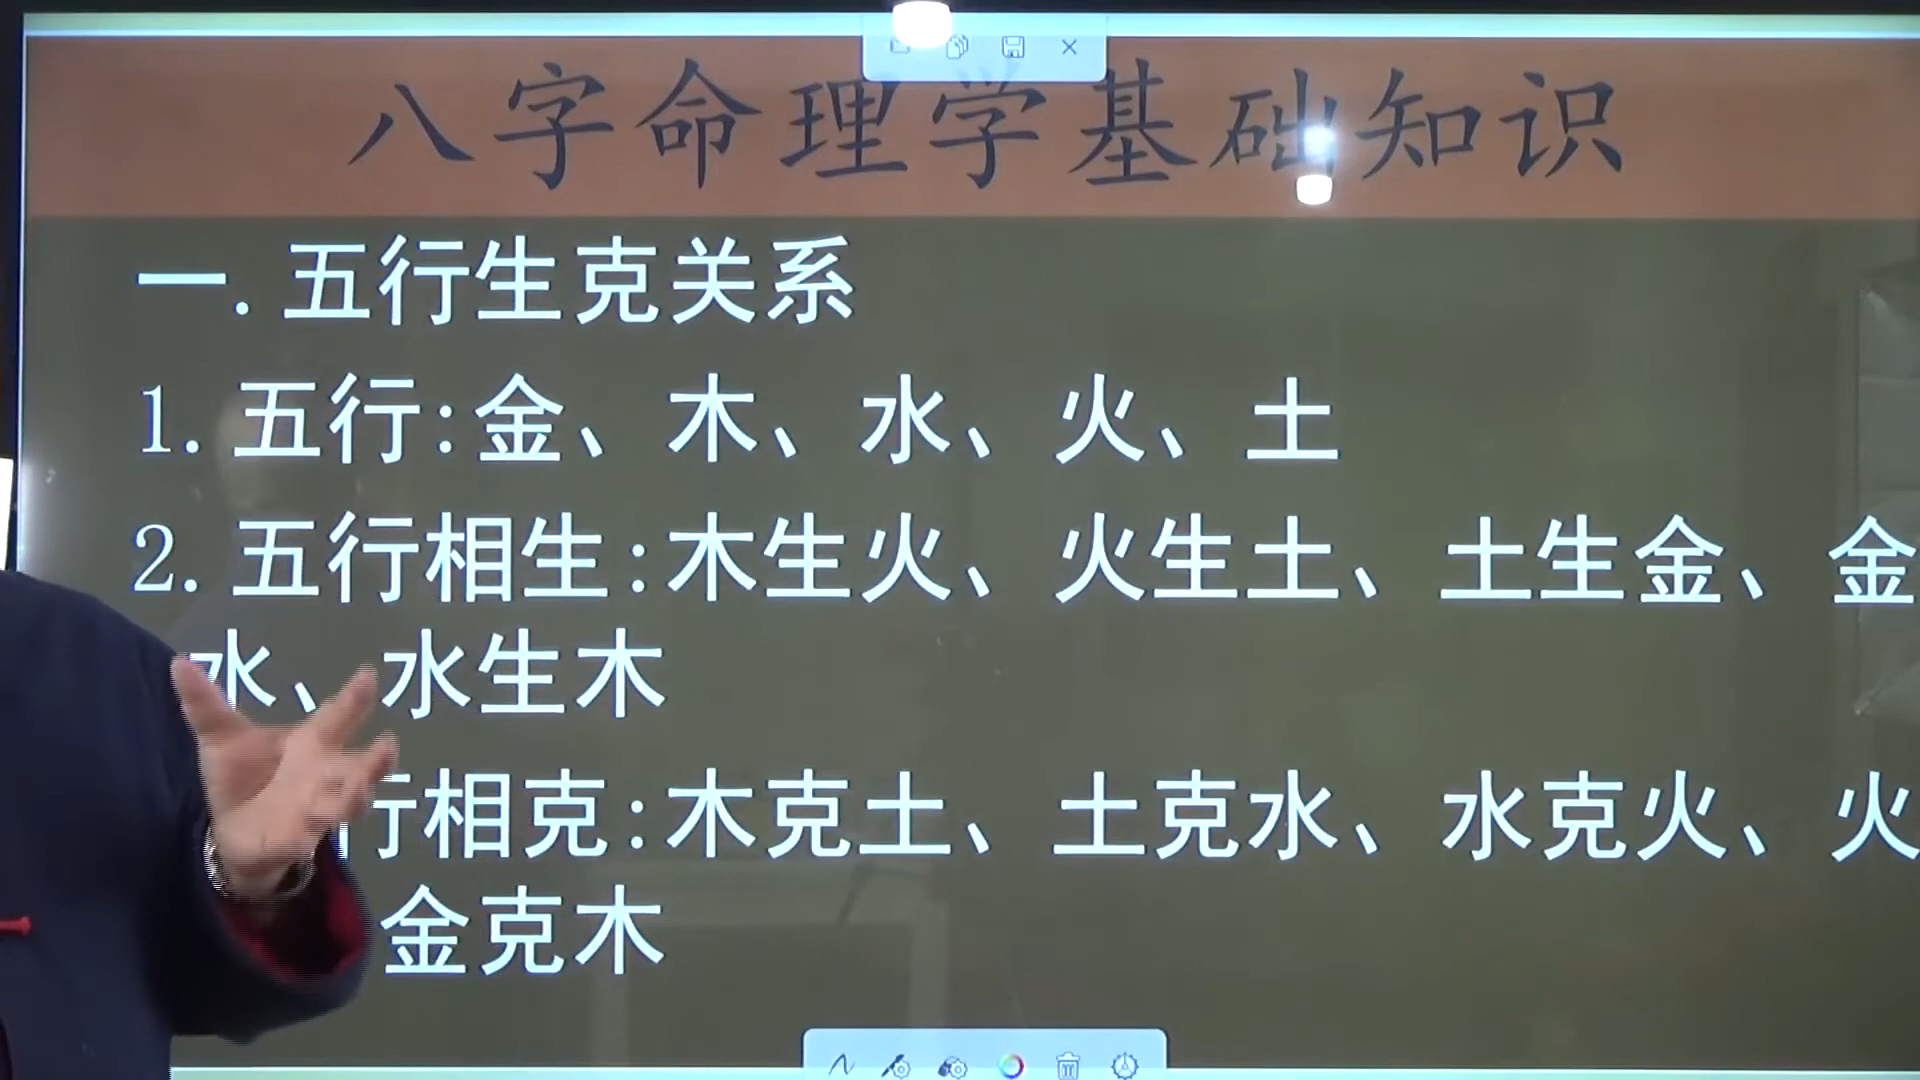 八字命理学基础知识
一.五行生克关系
1.五行:金、木、水、火、土
2.五行相生:木生火、火生土、土生金、金
水、水生木
行相克:木克土、土克水、水克火、火
金克木